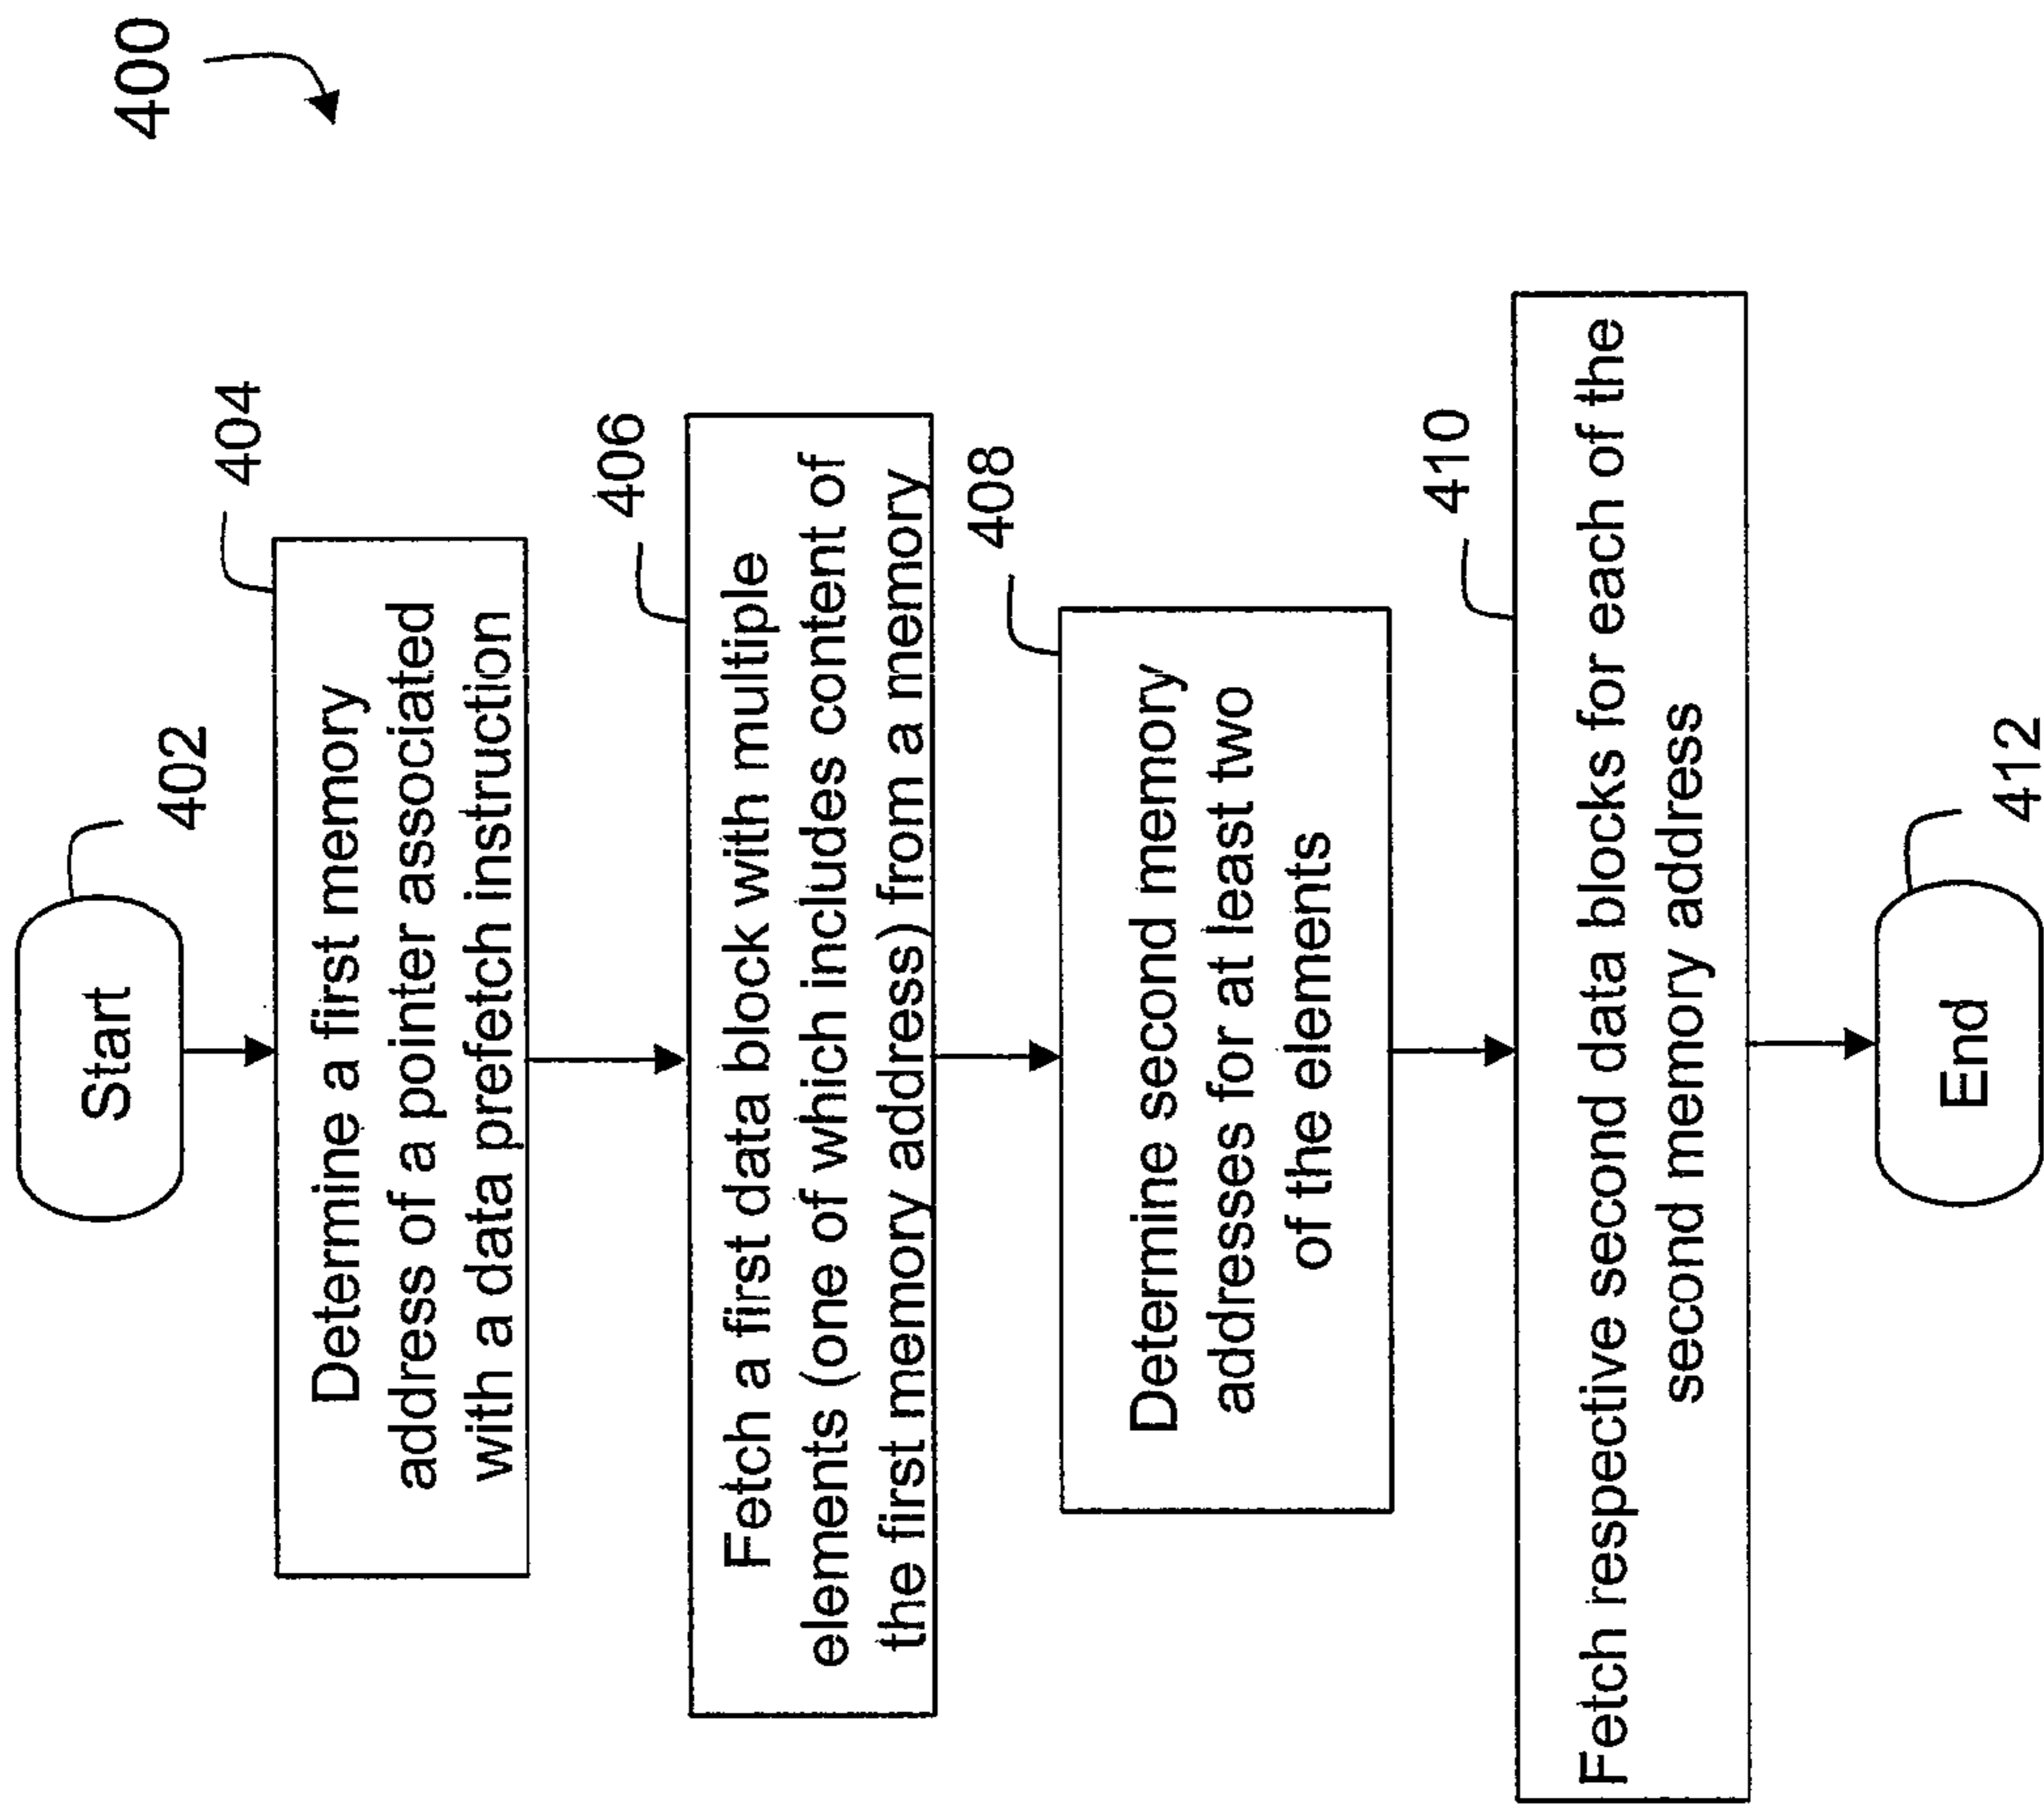 400
Start
402
404
Determine a first memory
address of a pointer associated
with a data prefetch instruction
406
Fetch a first data block with multiple
elements (one of which includes content of
the first memory address) from a memory
408
Determine second memory
addresses for at least two
of the elements
410
Fetch respective second data blocks for each of the
second memory address
End
412